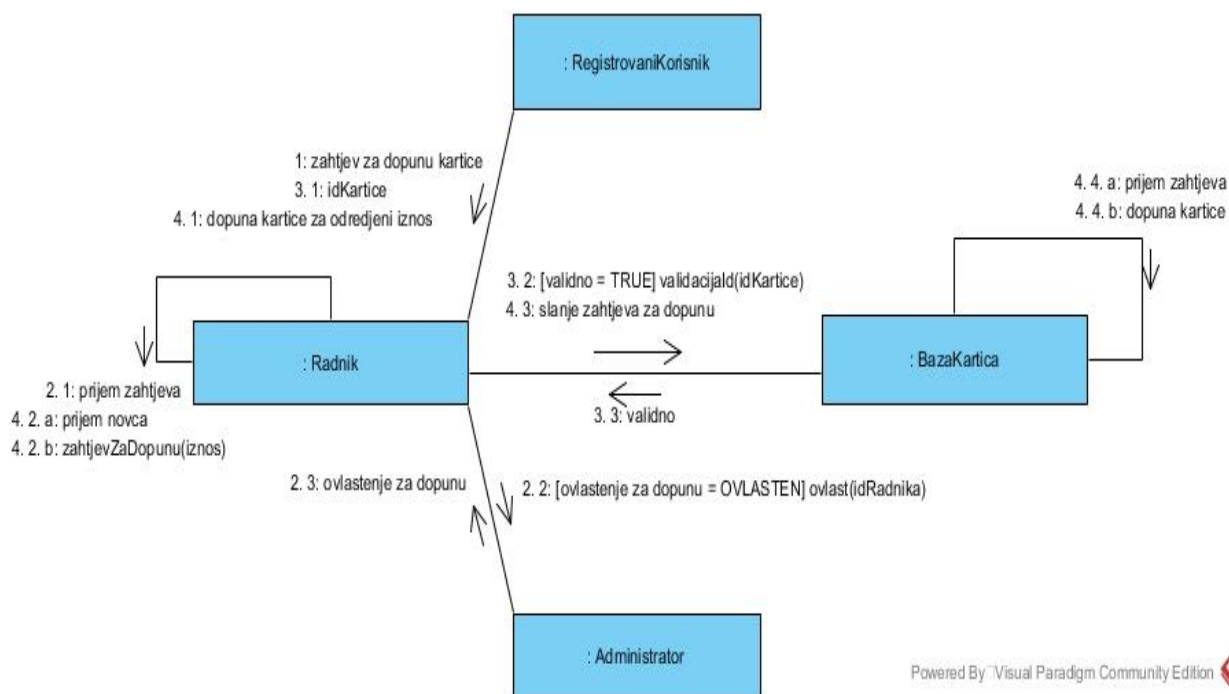 : RegistrovaniKorisnik
1: zahtjev za dopunu kartice
3. 1: idKartice
4. 1: dopuna kartice za odredjeni iznos
4. 4. a: prijem zahtjeva
4. 4. b: dopuna kartice
3. 2: [validno = TRUE] validacijaId(idKartice)
4. 3: slanje zahtjeva za dopunu
: Radnik
: BazaKartica
2. 1: prijem zahtjeva
4. 2. a: prijem novca
4. 2. b: zahtjevZaDopunu(iznos)
3. 3: validno
2. 3: ovlastenje za dopunu
2. 2: [ovlastenje za dopunu = OVLASTEN] ovlast(idRadnika)
: Administrator
Powered By Visual Paradigm Community Edition